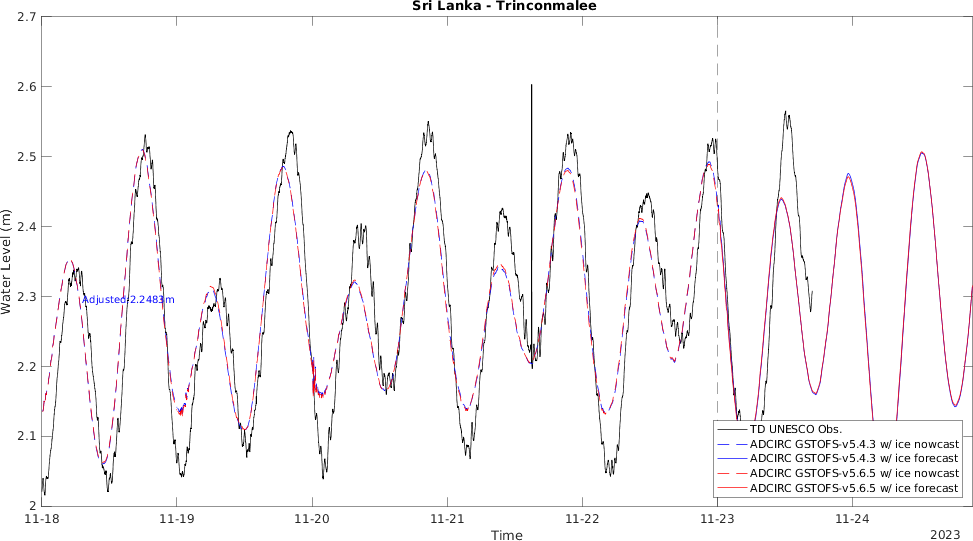 Sri Lanka - Trinconmalee
2.7
2.6
2.5
2.4
2.3
2.2
2.1
2
Water Level (m)
Adjusted-2.2483m
TD UNESCO Obs.
ADCIRC GSTOFS-v5.4.3 w/ ice nowcast
ADCIRC GSTOFS-v5.4.3 w/ ice forecast
ADCIRC GSTOFS-v5.6.5 w/ ice nowcast
ADCIRC GSTOFS-v5.6.5 w/ ice forecast
11-18 11-19 11-20 11-21 11-22 11-23 11-24
Time
2023